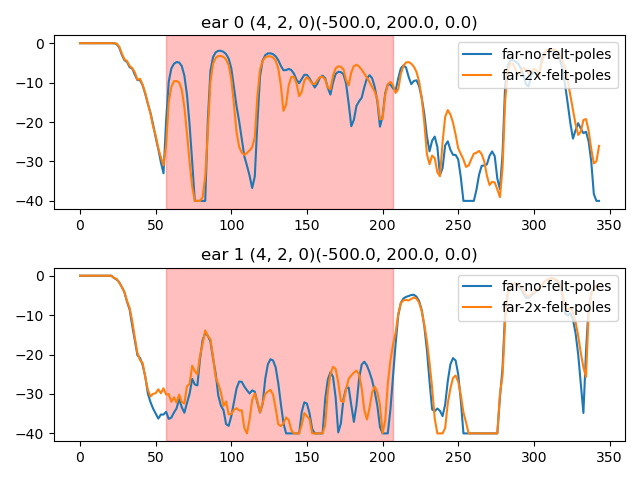 ear 0 (4, 2, 0)(-500.0, 200.0, 0.0)
0
−10
−20
−30
−40
far-no-felt-poles
far-2x-felt-poles
0 50 100 150 200 250 300 350
ear 1 (4, 2, 0)(-500.0, 200.0, 0.0)
0
−10
−20
−30
−40
far-no-felt-poles
far-2x-felt-poles
0 50 100 150 200 250 300 350